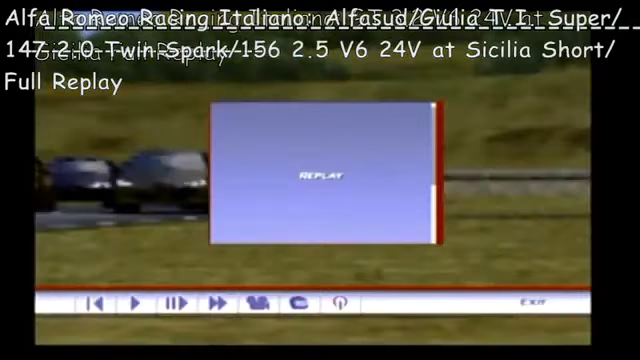 Alfa Romeo Racing Italiano: Alfasud/Giulia T.I. Super/
147 2.0 Twin Spark/156 2.5 V6 24V at Sicilia Short/
Full Replay
REPLAY
EXIT